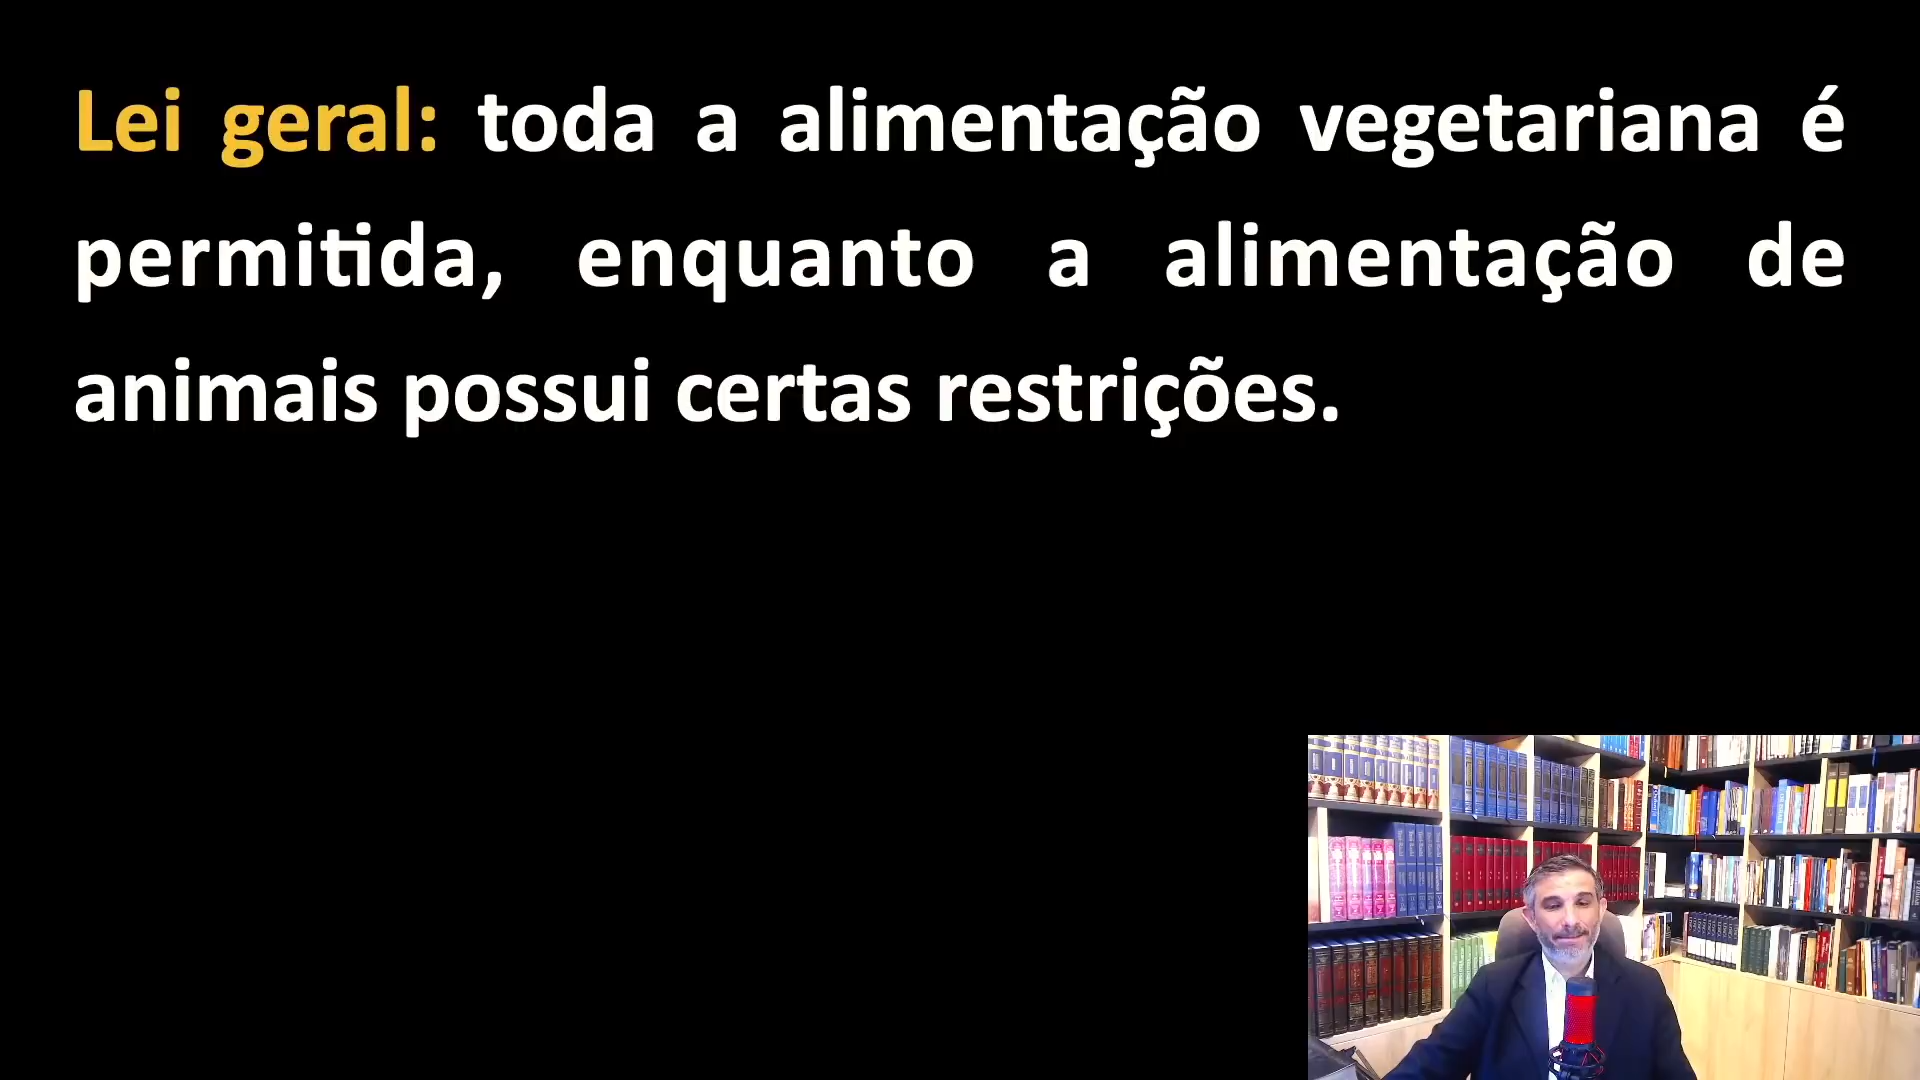 Lei geral: toda a alimentação vegetariana é
permitida, enquanto a alimentação de
animais possui certas restrições.